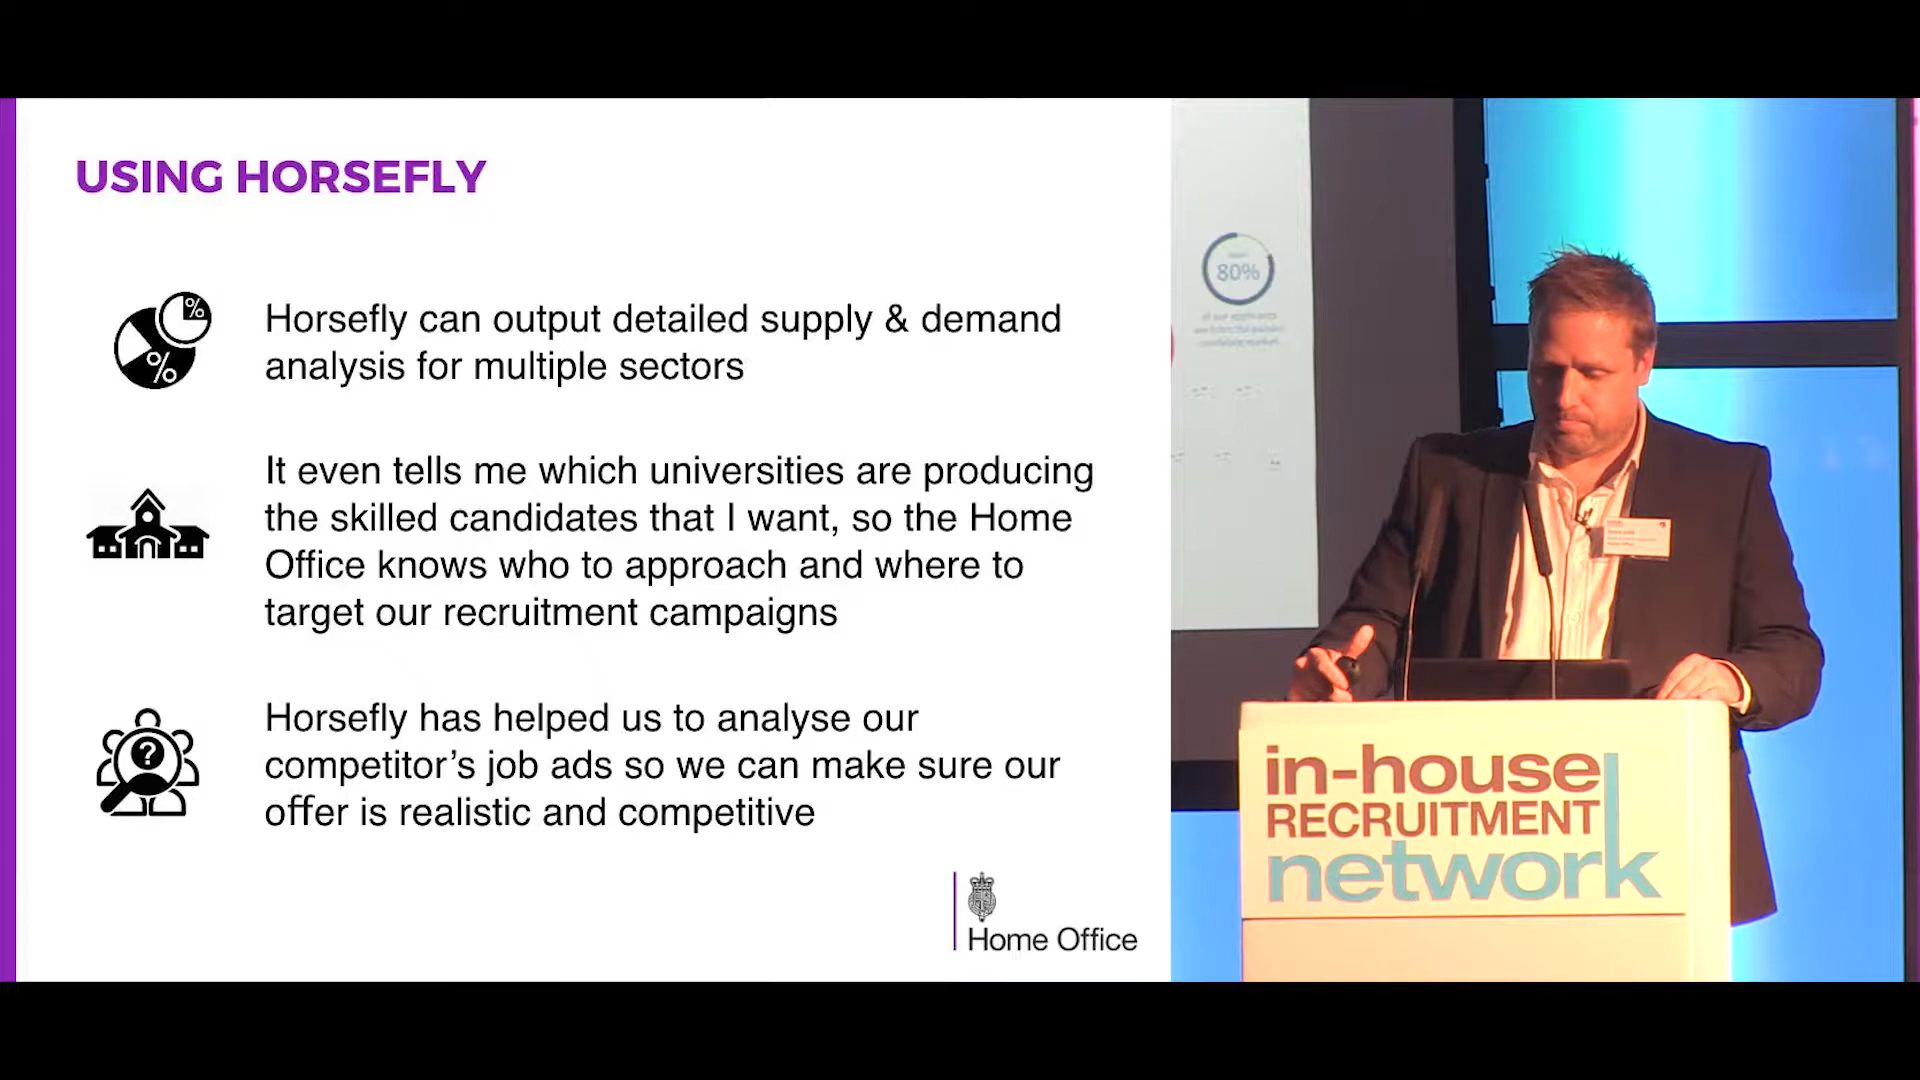 USING HORSEFLY
%
%
Horsefly can output detailed supply & demand
analysis for multiple sectors
It even tells me which universities are producing
the skilled candidates that I want, so the Home
Office knows who to approach and where to
target our recruitment campaigns
?
Horsefly has helped us to analyse our
competitor’s job ads so we can make sure our
offer is realistic and competitive
Home Office
80%
in-house
RECRUITMENT
network